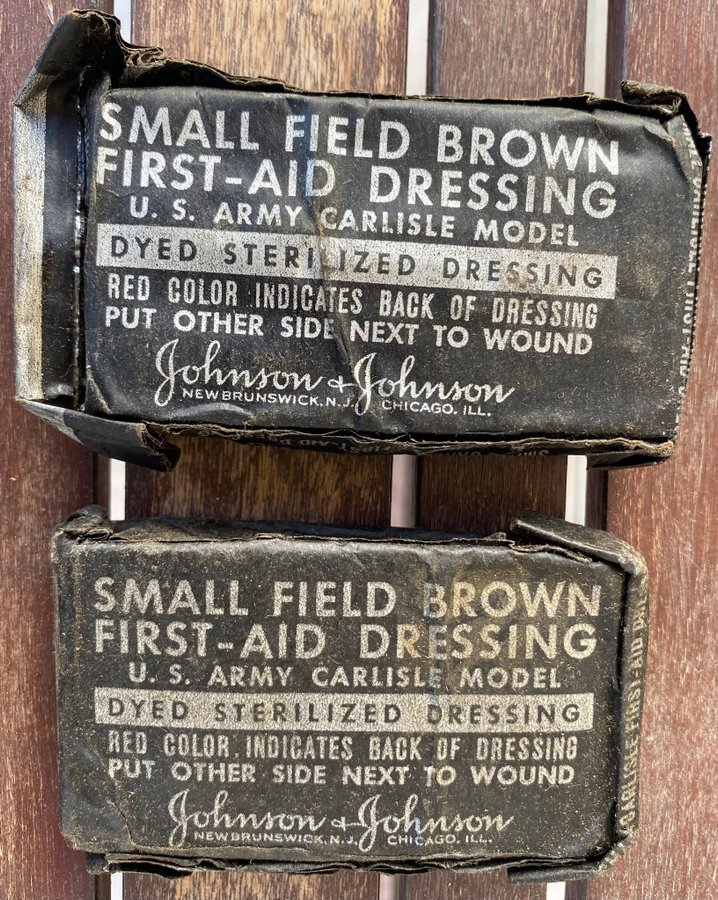 SMALL FIELD BROWN
FIRST-AID DRESSING
U. S. ARMY CARLISLE MODEL
DYED STERILIZED DRESSING
RED COLOR INDICATES BACK OF DRESSING
PUT OTHER SIDE NEXT TO WOUND
Johnson & Johnson
NEW BRUNSWICK, N. J. CHICAGO, ILL.
SMALL FIELD BROWN
FIRST-AID DRESSING
U. S. ARMY CARLISLE MODEL
DYED STERILIZED DRESSING
RED COLOR INDICATES BACK OF DRESSING
PUT OTHER SIDE NEXT TO WOUND
Johnson & Johnson
NEW BRUNSWICK, N. J. CHICAGO, ILL.
CARLISLE FIRST-AID